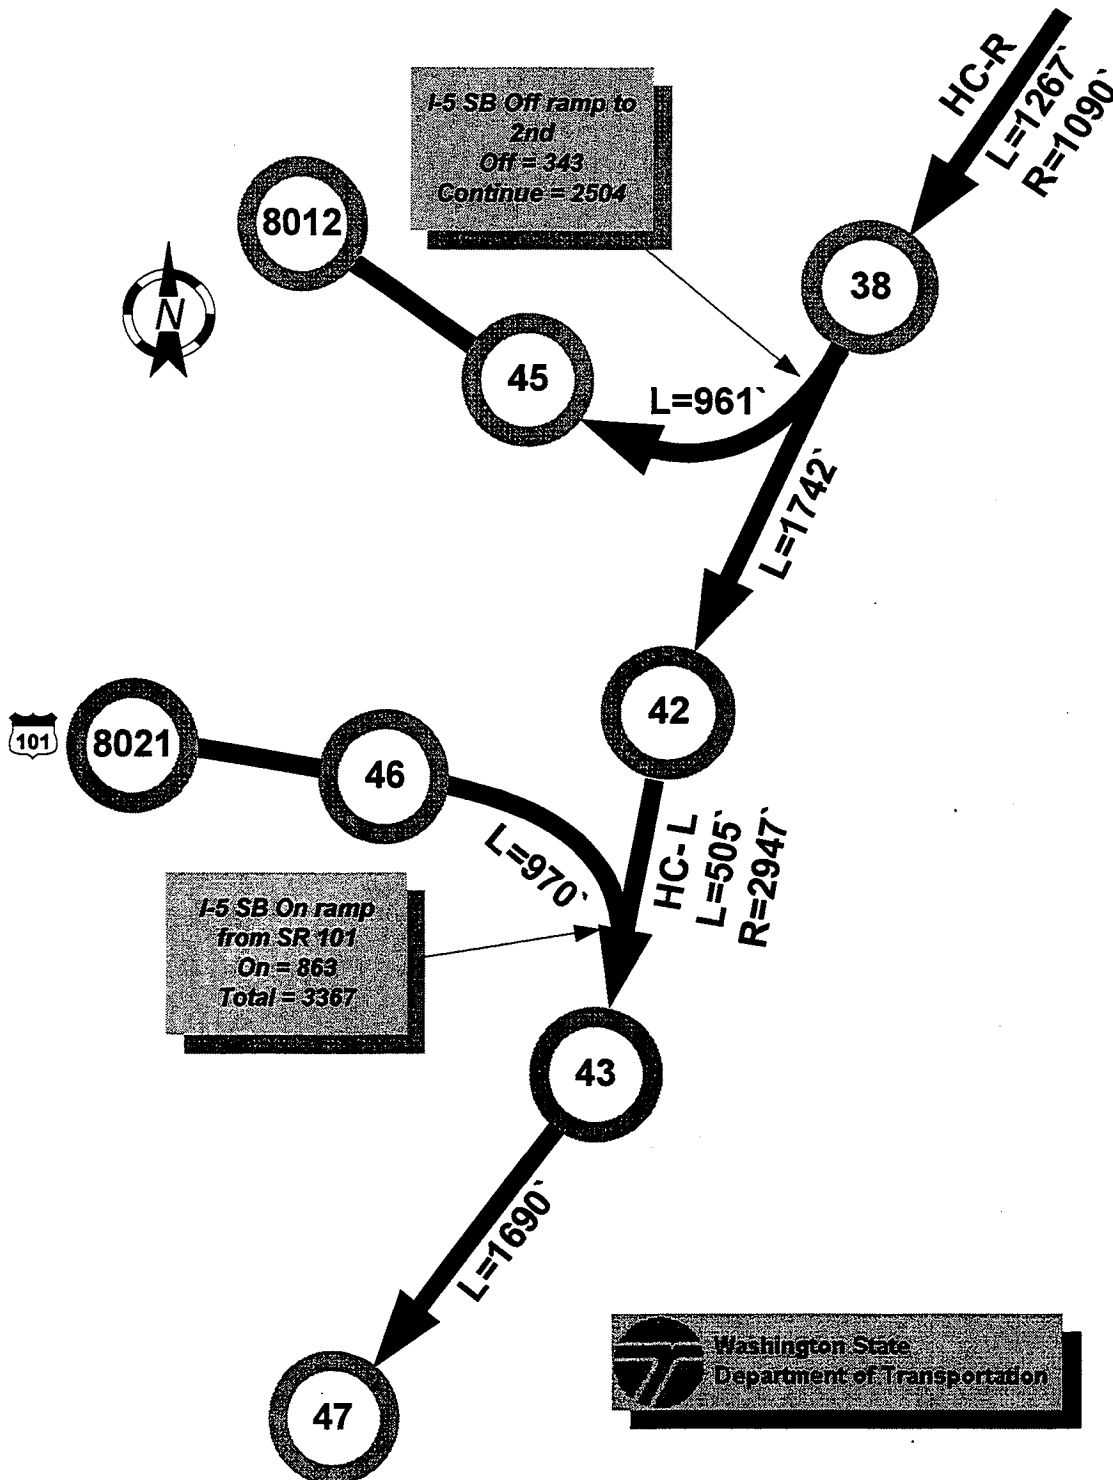 HC-R
L=1267`
R=1090`
I-5 SB Off ramp to
2nd
Off = 343
Continue = 2504
8012
38
N
45
L=961`
L=1742`
42
101
8021
46
L=970`
HC-L
L=505`
R=2947`
I-5 SB On ramp
from SR 101
On = 863
Total = 3367
43
L=1690`
Washington State
Department of Transportation
47